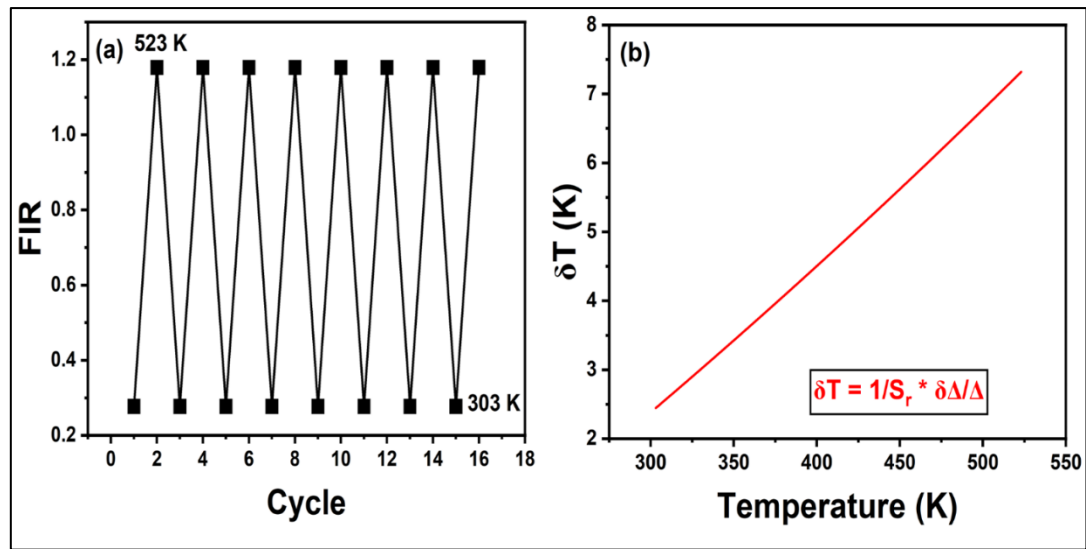 (a)
523 K
303 K
1.2
1.0
0.8
0.6
0.4
0.2
FIR
0 2 4 6 8 10 12 14 16 18
Cycle
(b)
8
7
6
5
4
3
2
δT (K)
δT = 1/Sᵣ * δΔ/Δ
300 350 400 450 500 550
Temperature (K)